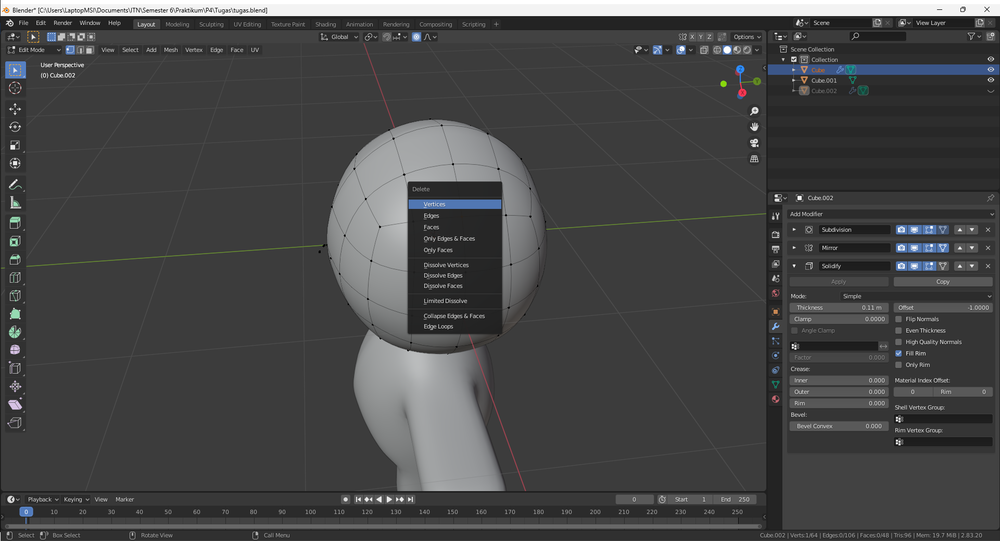 Blender* [C:\Users\LaptopMSI\Documents\ITN\Semester 6\Praktikum\P4\Tugas\tugas.blend]
File Edit Render Window Help Layout Modeling Sculpting UV Editing Texture Paint Shading Animation Rendering Compositing Scripting + Scene View Layer
Global X Y Z Options
Edit Mode View Select Add Mesh Vertex Edge Face UV
User Perspective
(0) Cube.002
Z
Y
X
Delete
Vertices
Edges
Faces
Only Edges & Faces
Only Faces
Dissolve Vertices
Dissolve Edges
Dissolve Faces
Limited Dissolve
Collapse Edges & Faces
Edge Loops
Scene Collection
Collection
Cube
Cube.001
Cube.002
Cube.002
Add Modifier
Subdivision
Mirror
Solidify
Apply Copy
Mode: Simple
Thickness 0.11 m Offset -1.0000
Clamp 0.0000 Flip Normals
Angle Clamp Even Thickness
High Quality Normals
Factor 0.000 Fill Rim
Crease: Only Rim
Inner 0.000 Material Index Offset:
Outer 0.000 0 Rim 0
Rim 0.000 Shell Vertex Group:
Bevel:
Bevel Convex 0.000 Rim Vertex Group:
Playback Keying View Marker 0 Start 1 End 250
0 10 20 30 40 50 60 70 80 90 100 110 120 130 140 150 160 170 180 190 200 210 220 230 240 250
Select Box Select Rotate View Call Menu Cube.002 | Verts:1/64 | Edges:0/106 | Faces:0/48 | Tris:96 | Mem: 19.7 MiB | 2.83.20